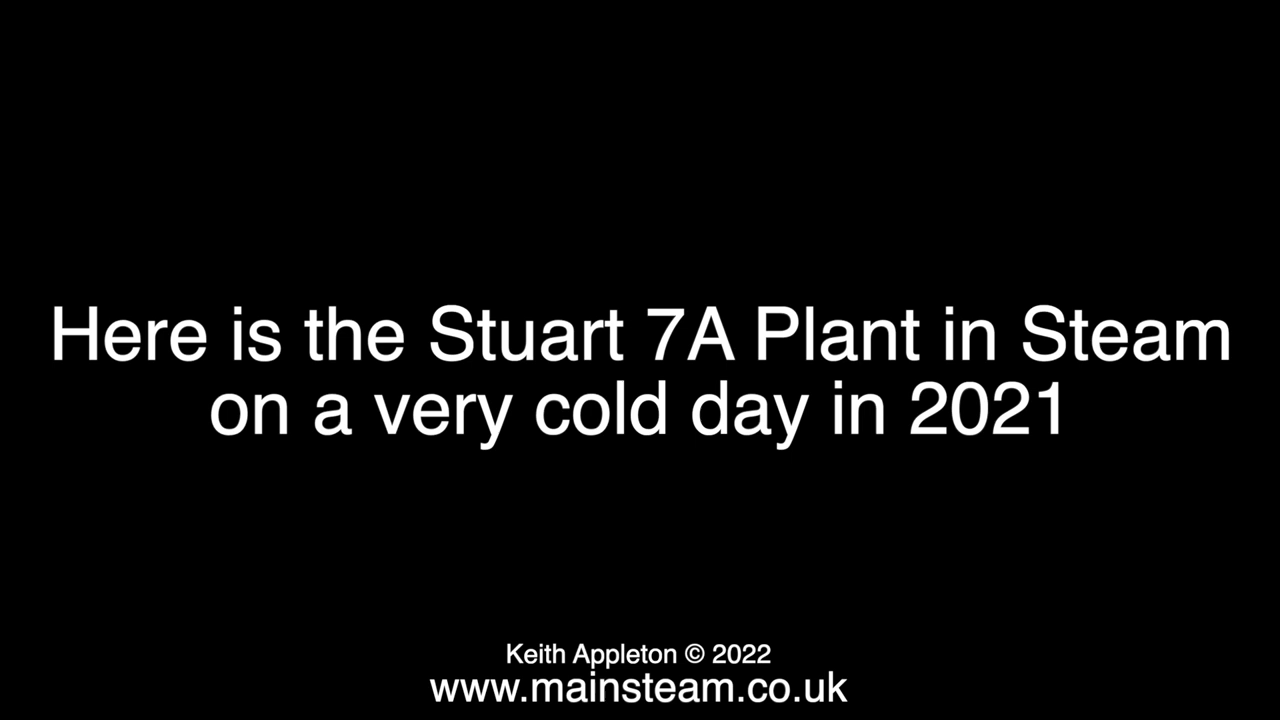 Here is the Stuart 7A Plant in Steam
on a very cold day in 2021
Keith Appleton © 2022
www.mainsteam.co.uk